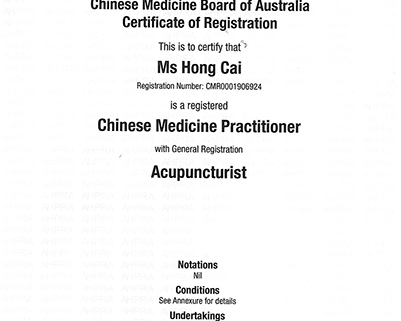 Chinese Medicine Board of Australia
Certificate of Registration
This is to certify that
Ms Hong Cai
Registration Number: CMR0001906924
is a registered
Chinese Medicine Practitioner
with General Registration
Acupuncturist
Notations
Nil
Conditions
See Annexure for details
Undertakings